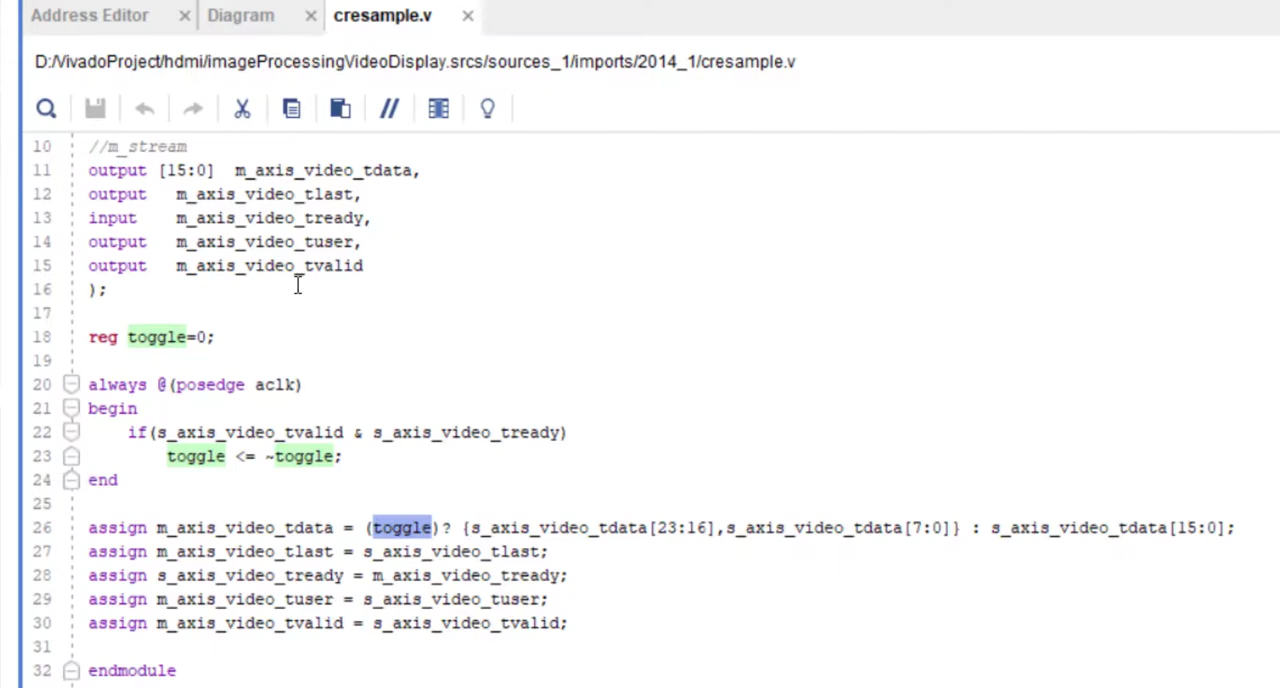 Address Editor × Diagram × cresample.v ×
D:/VivadoProject/hdmi/imageProcessingVideoDisplay.srcs/sources_1/imports/2014_1/cresample.v
10 //m_stream
11 output [15:0]  m_axis_video_tdata,
12 output   m_axis_video_tlast,
13 input    m_axis_video_tready,
14 output   m_axis_video_tuser,
15 output   m_axis_video_tvalid
16 );
17
18 reg toggle=0;
19
20 always @(posedge aclk)
21 begin
22     if(s_axis_video_tvalid & s_axis_video_tready)
23         toggle <= ~toggle;
24 end
25
26 assign m_axis_video_tdata = (toggle)? {s_axis_video_tdata[23:16],s_axis_video_tdata[7:0]} : s_axis_video_tdata[15:0];
27 assign m_axis_video_tlast = s_axis_video_tlast;
28 assign s_axis_video_tready = m_axis_video_tready;
29 assign m_axis_video_tuser = s_axis_video_tuser;
30 assign m_axis_video_tvalid = s_axis_video_tvalid;
31
32 endmodule